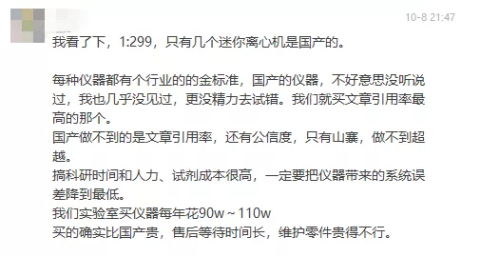 10-8 21:47
我看了下，1:299，只有几个迷你离心机是国产的。
每种仪器都有个行业的的金标准，国产的仪器，不好意思没听说
过，我也几乎没见过，更没精力去试错。我们就买文章引用率最
高的那个。
国产做不到的是文章引用率，还有公信度，只有山寨，做不到超
越。
搞科研时间和人力、试剂成本很高，一定要把仪器带来的系统误
差降到最低。
我们实验室买仪器每年花90w～110w
买的确实比国产贵，售后等待时间长，维护零件贵得不行。